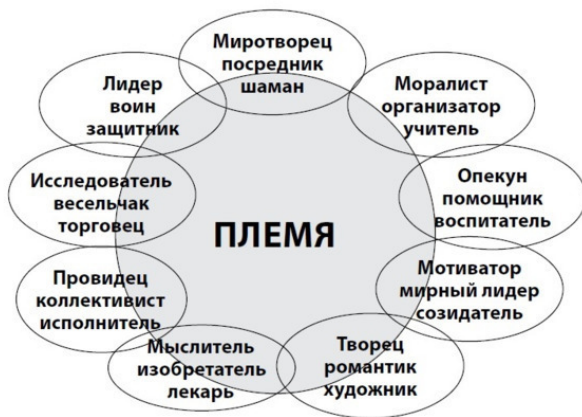 Миротворец
посредник
шаман
Моралист
организатор
учитель
Опекун
помощник
воспитатель
Мотиватор
мирный лидер
созидатель
Творец
романтик
художник
Мыслитель
изобретатель
лекарь
Провидец
коллективист
исполнитель
Исследователь
весельчак
торговец
Лидер
воин
защитник
ПЛЕМЯ